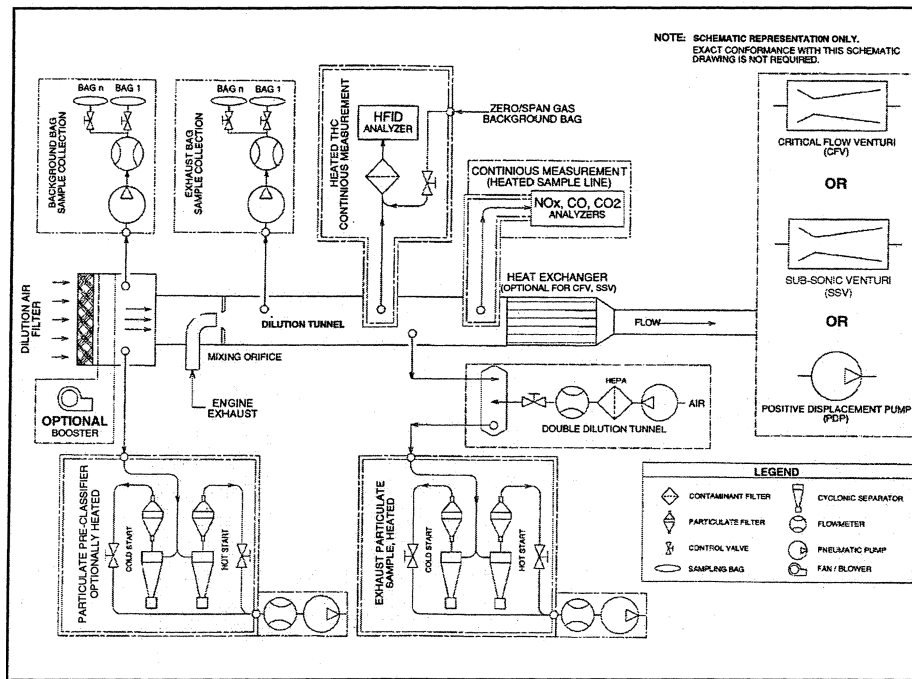 NOTE: SCHEMATIC REPRESENTATION ONLY.
EXACT CONFORMANCE WITH THIS SCHEMATIC
DRAWING IS NOT REQUIRED.
BAG n BAG 1
BACKGROUND BAG
SAMPLE COLLECTION
BAG n BAG 1
EXHAUST BAG
SAMPLE COLLECTION
HEATED THC
CONTINIOUS MEASUREMENT
HFID
ANALYZER
ZERO/SPAN GAS
BACKGROUND BAG
CONTINIOUS MEASUREMENT
(HEATED SAMPLE LINE)
NOx, CO, CO2
ANALYZERS
CRITICAL FLOW VENTURI
(CFV)
OR
SUB-SONIC VENTURI
(SSV)
OR
POSITIVE DISPLACEMENT PUMP
(PDP)
HEAT EXCHANGER
(OPTIONAL FOR CFV, SSV)
DILUTION AIR
FILTER
DILUTION TUNNEL
FLOW
MIXING ORIFICE
ENGINE
EXHAUST
OPTIONAL
BOOSTER
HEPA
AIR
DOUBLE DILUTION TUNNEL
PARTICULATE PRE-CLASSIFIER
OPTIONALLY HEATED
COLD START
HOT START
EXHAUST PARTICULATE
SAMPLE, HEATED
COLD START
HOT START
LEGEND
CONTAMINANT FILTER
CYCLONIC SEPARATOR
PARTICULATE FILTER
FLOWMETER
CONTROL VALVE
PNEUMATIC PUMP
SAMPLING BAG
FAN / BLOWER